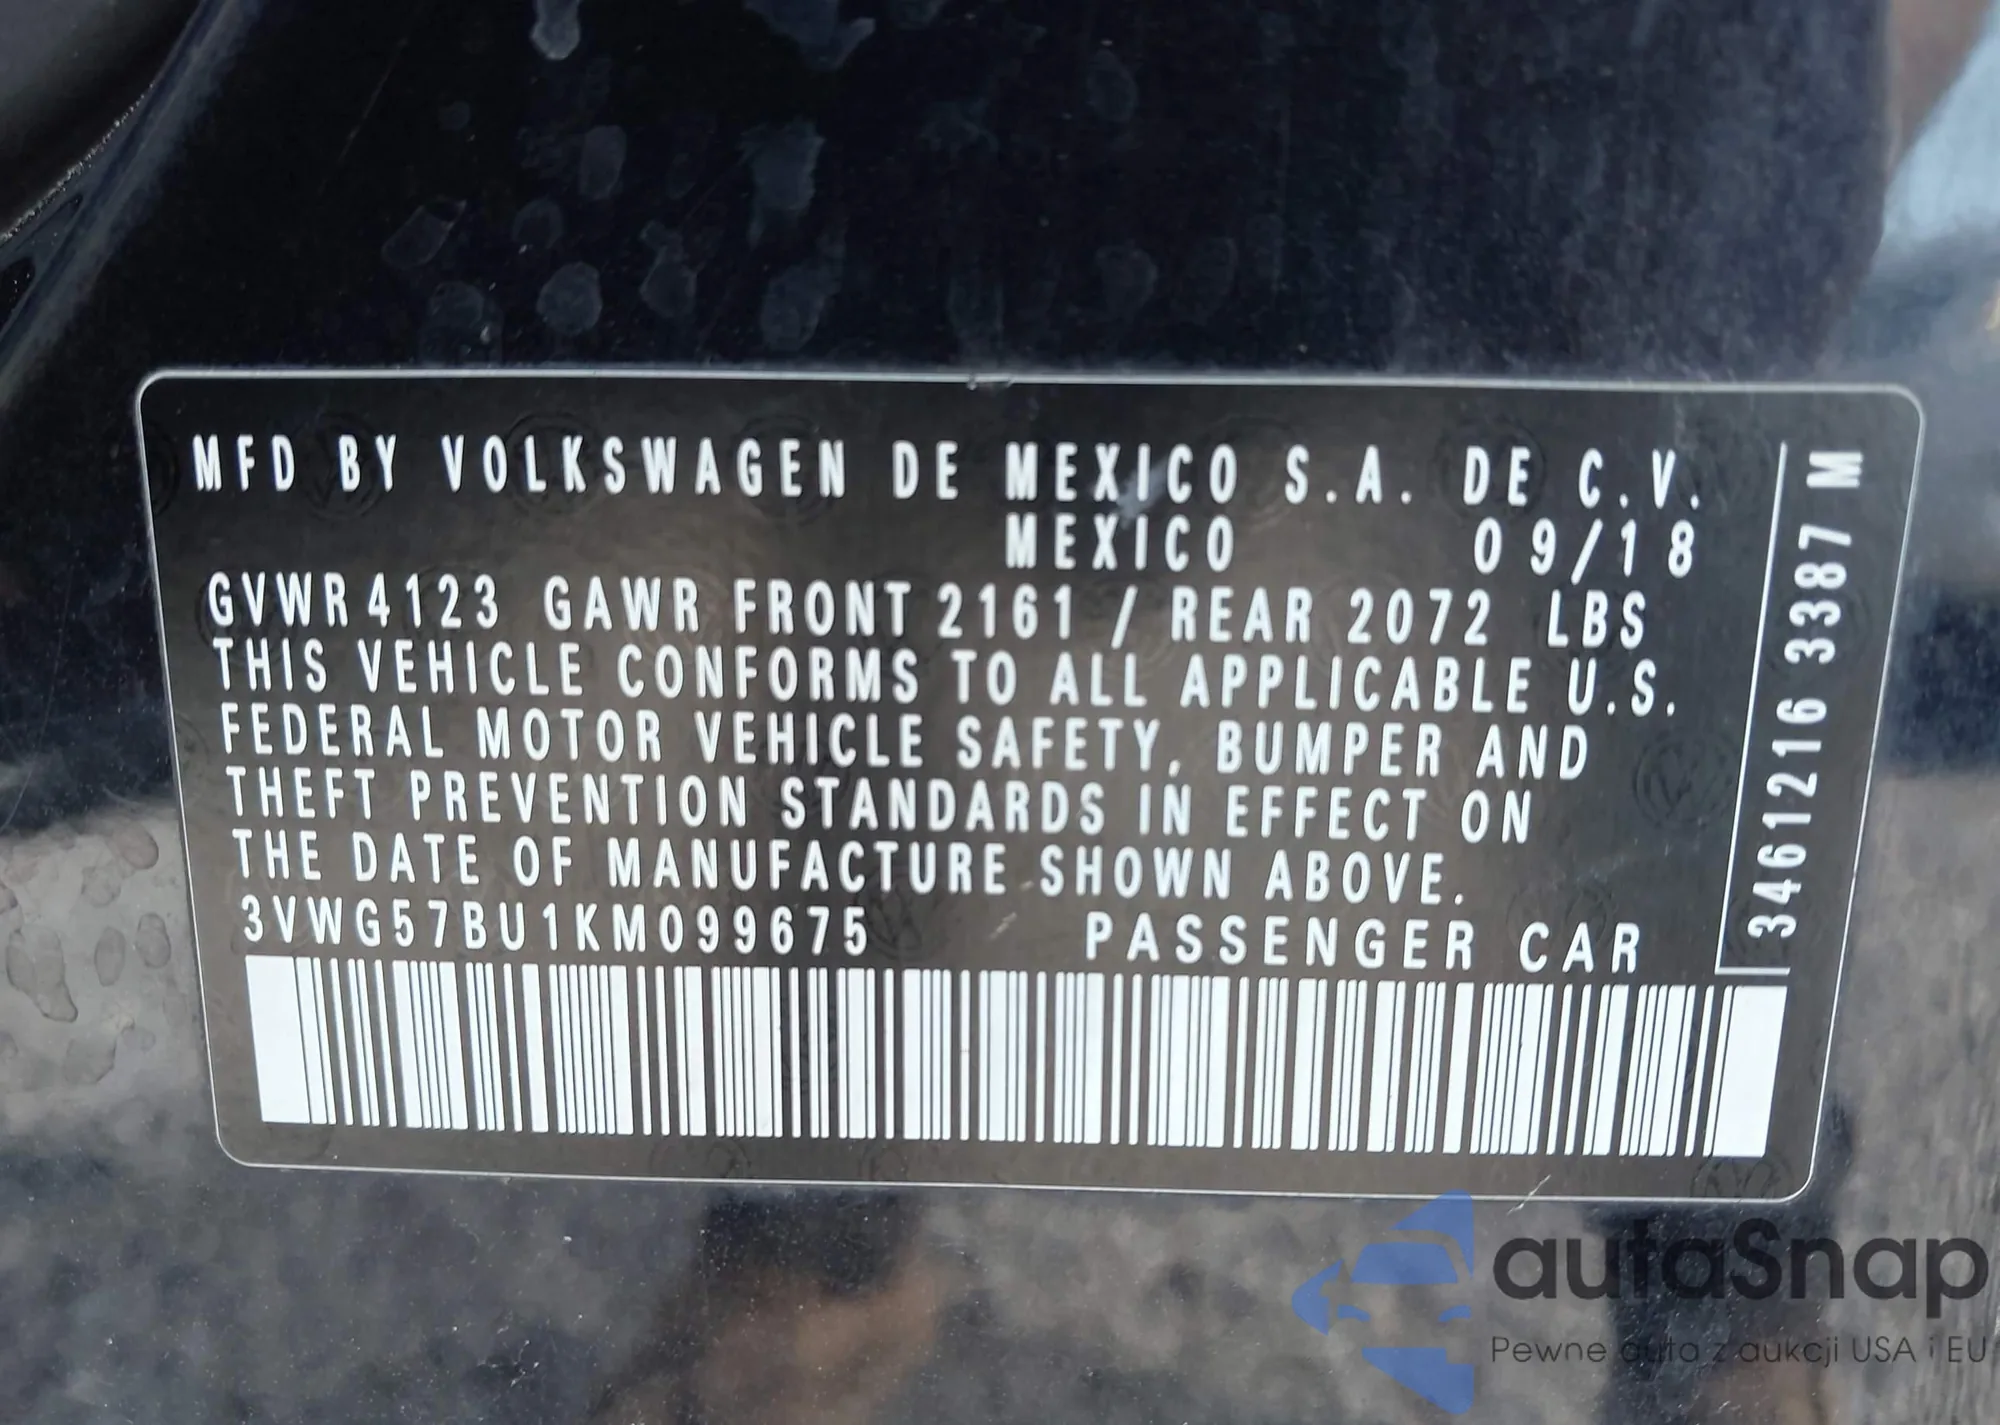 MFD BY VOLKSWAGEN DE MEXICO S.A. DE C.V.
MEXICO 09/18
GVWR 4123 GAWR FRONT 2161 / REAR 2072 LBS
THIS VEHICLE CONFORMS TO ALL APPLICABLE U.S.
FEDERAL MOTOR VEHICLE SAFETY, BUMPER AND
THEFT PREVENTION STANDARDS IN EFFECT ON
THE DATE OF MANUFACTURE SHOWN ABOVE.
3VWG57BU1KM099675 PASSENGER CAR
3461216 3387 M
autaSnap
Pewne auta z aukcji USA i EU